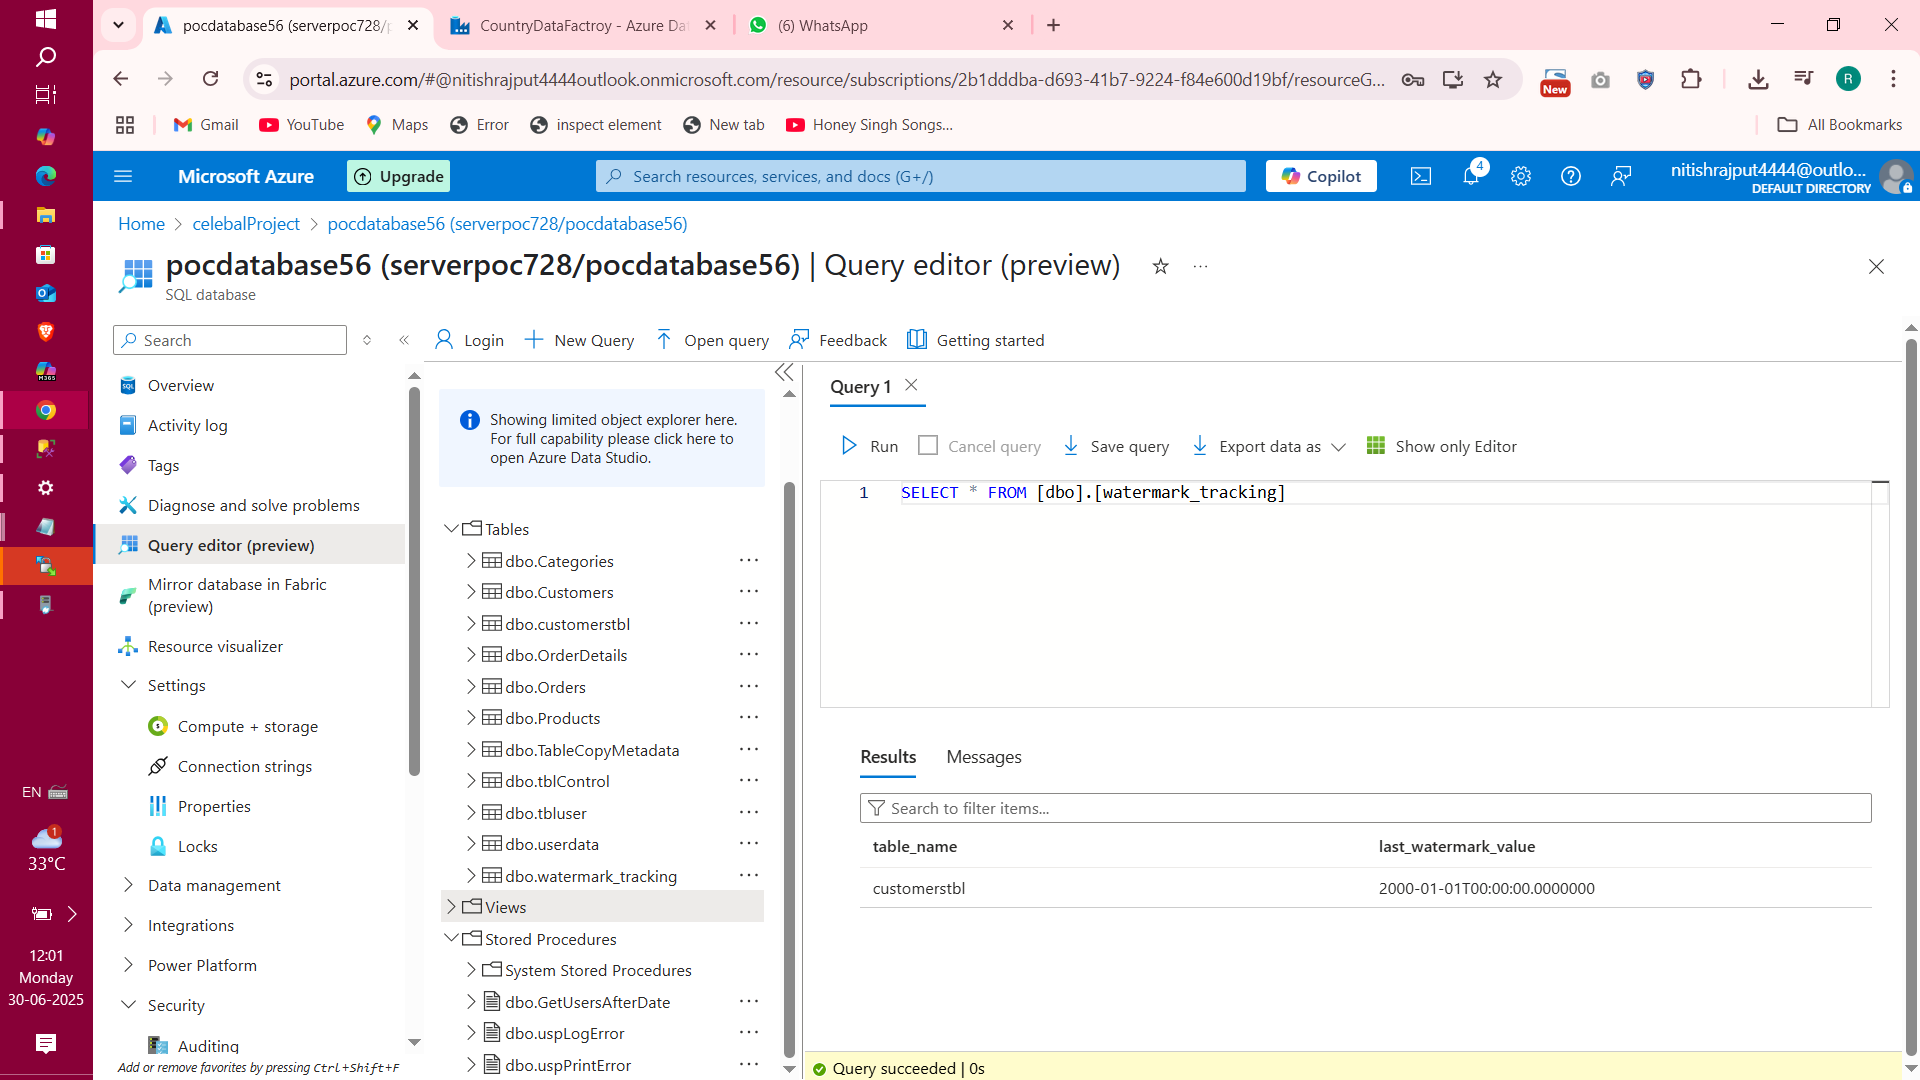 pocdatabase56 (serverpoc728/p
CountryDataFactroy - Azure Dat
(6) WhatsApp
portal.azure.com/#@nitishrajput4444outlook.onmicrosoft.com/resource/subscriptions/2b1dddba-d693-41b7-9224-f84e600d19bf/resourceG...
New
R
Gmail
YouTube
Maps
Error
inspect element
New tab
Honey Singh Songs...
All Bookmarks
Microsoft Azure
Upgrade
Search resources, services, and docs (G+/)
Copilot
4
nitishrajput4444@outlo...
DEFAULT DIRECTORY
Home > celebalProject > pocdatabase56 (serverpoc728/pocdatabase56)
pocdatabase56 (serverpoc728/pocdatabase56) | Query editor (preview)
SQL database
Search
Login
New Query
Open query
Feedback
Getting started
Overview
Activity log
Tags
Diagnose and solve problems
Query editor (preview)
Mirror database in Fabric
(preview)
Resource visualizer
Settings
Compute + storage
Connection strings
Properties
Locks
Data management
Integrations
Power Platform
Security
Auditing
Add or remove favorites by pressing Ctrl+Shift+F
Showing limited object explorer here.
For full capability please click here to
open Azure Data Studio.
Tables
dbo.Categories
dbo.Customers
dbo.customerstbl
dbo.OrderDetails
dbo.Orders
dbo.Products
dbo.TableCopyMetadata
dbo.tblControl
dbo.tbluser
dbo.userdata
dbo.watermark_tracking
Views
Stored Procedures
System Stored Procedures
dbo.GetUsersAfterDate
dbo.uspLogError
dbo.uspPrintError
Query 1
Run
Cancel query
Save query
Export data as
Show only Editor
1 SELECT * FROM [dbo].[watermark_tracking]
Results
Messages
Search to filter items...
table_name last_watermark_value
customerstbl 2000-01-01T00:00:00.0000000
Query succeeded | 0s
M365
EN
1
33°C
12:01
Monday
30-06-2025